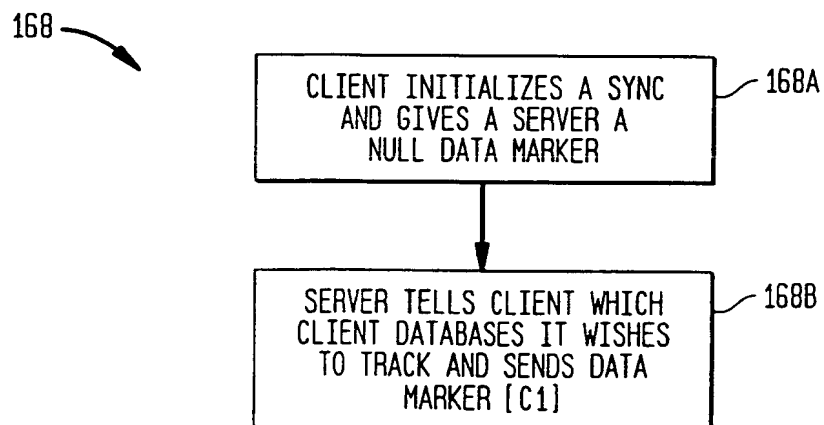 168
CLIENT INITIALIZES A SYNC
AND GIVES A SERVER A
NULL DATA MARKER
168A
SERVER TELLS CLIENT WHICH
CLIENT DATABASES IT WISHES
TO TRACK AND SENDS DATA
MARKER [C1]
168B